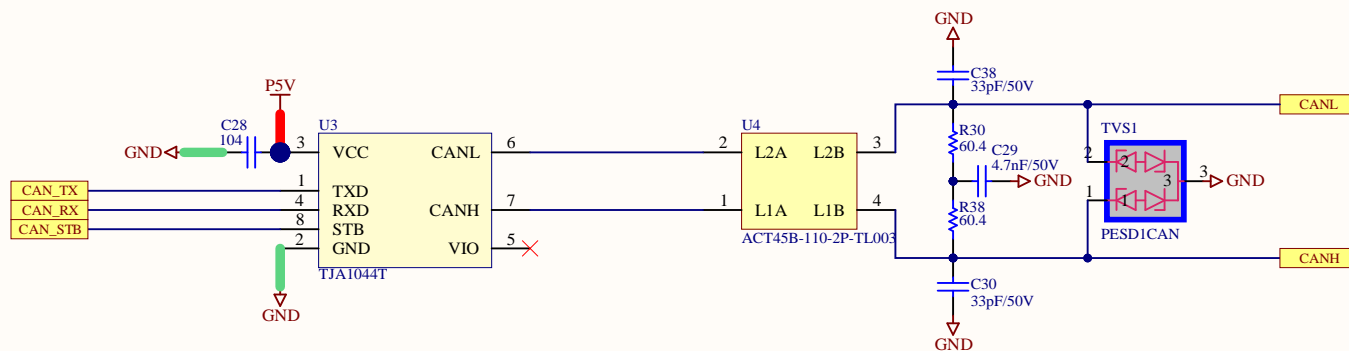 GND
C38
33pF/50V
P5V
CANL
C28
104
U3
U4
TVS1
GND
3
VCC
CANL
6
2
L2A
L2B
3
R30
60.4
C29
4.7nF/50V
GND
2
2
3
3
GND
CAN_TX
1
TXD
CAN_RX
4
RXD
CANH
7
1
L1A
L1B
4
R38
60.4
1
1
CAN_STB
8
STB
2
GND
VIO
5
ACT45B-110-2P-TL003
PESD1CAN
TJA1044T
CANH
GND
C30
33pF/50V
GND